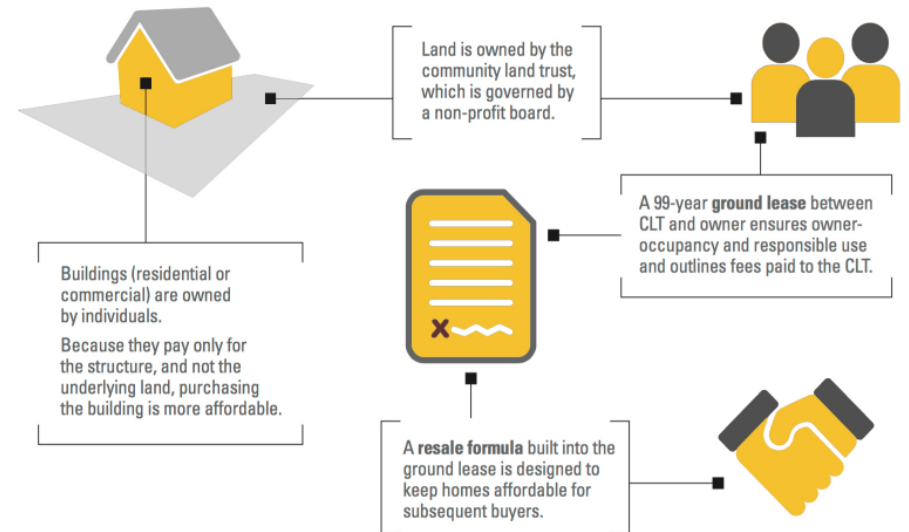 Land is owned by the
community land trust,
which is governed by
a non-profit board.
A 99-year ground lease between
CLT and owner ensures owner-
occupancy and responsible use
and outlines fees paid to the CLT.
Buildings (residential or
commercial) are owned
by individuals.
Because they pay only for
the structure, and not the
underlying land, purchasing
the building is more affordable.
A resale formula built into the
ground lease is designed to
keep homes affordable for
subsequent buyers.